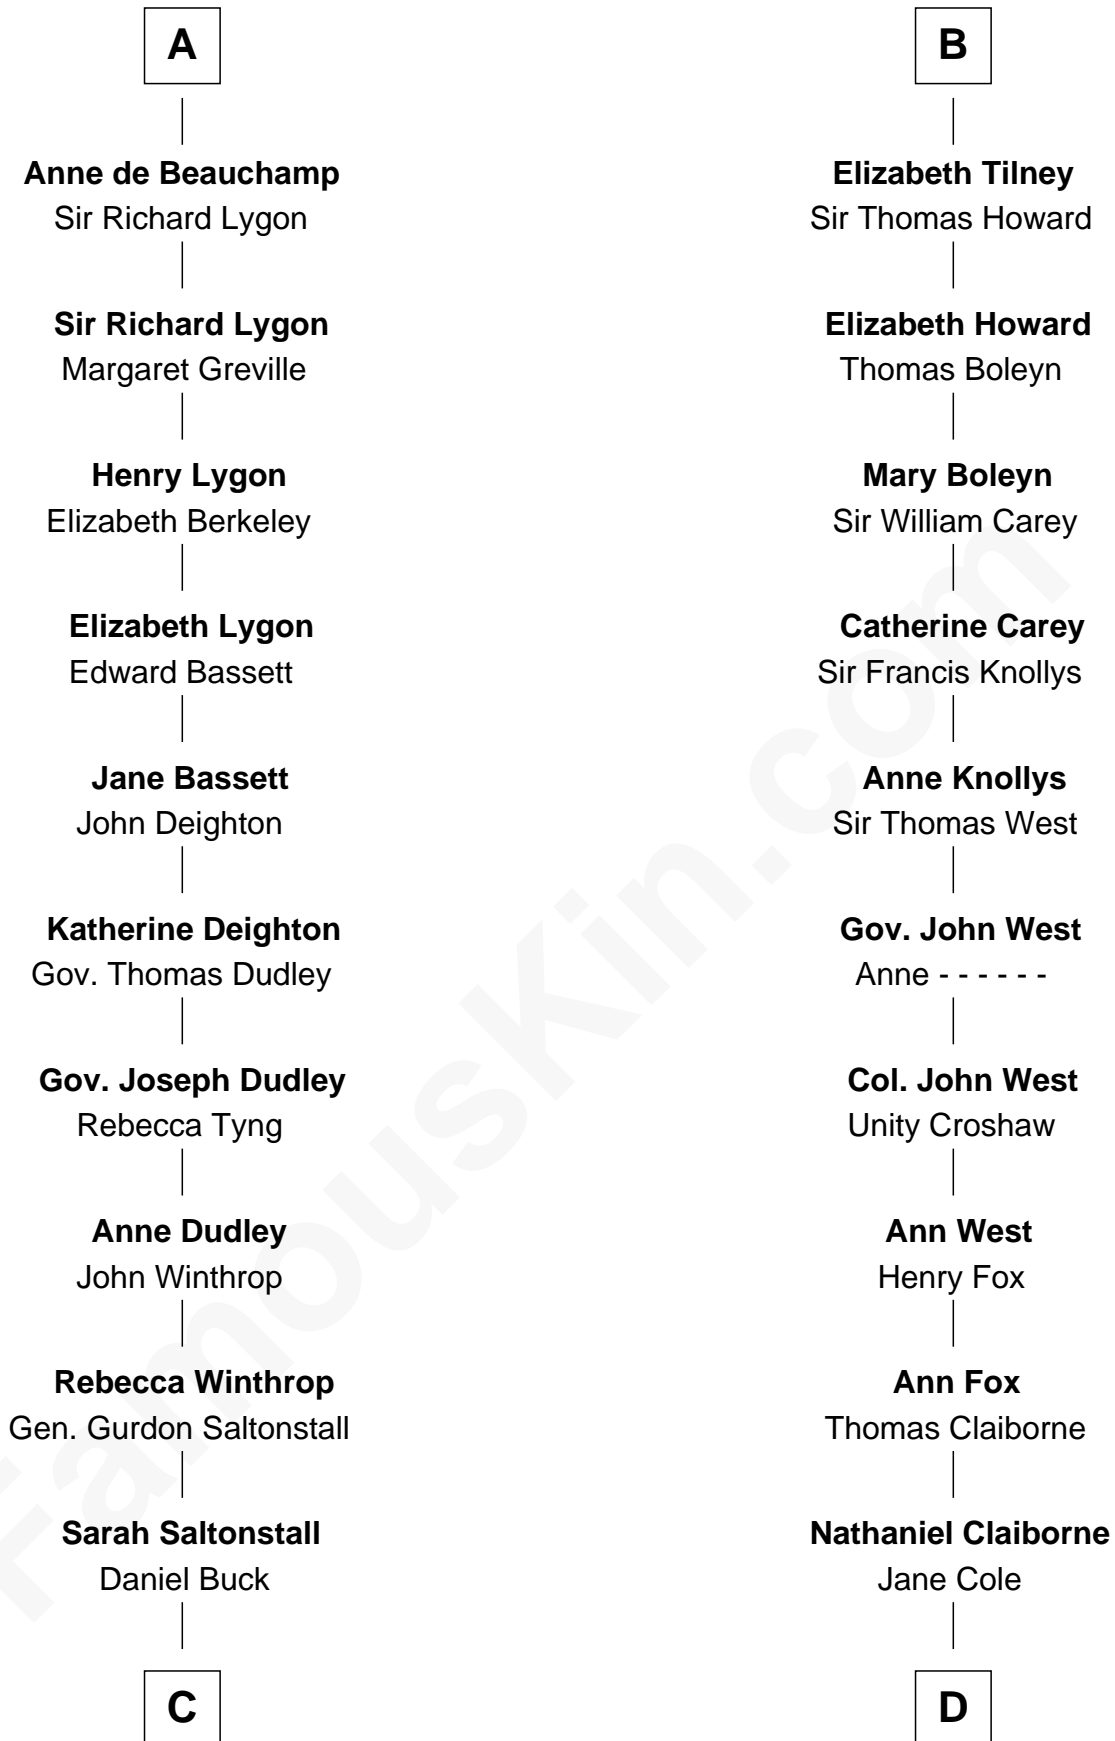 A
Anne de Beauchamp
Sir Richard Lygon
Sir Richard Lygon
Margaret Greville
Henry Lygon
Elizabeth Berkeley
Elizabeth Lygon
Edward Bassett
Jane Bassett
John Deighton
Katherine Deighton
Gov. Thomas Dudley
Gov. Joseph Dudley
Rebecca Tyng
Anne Dudley
John Winthrop
Rebecca Winthrop
Gen. Gurdon Saltonstall
Sarah Saltonstall
Daniel Buck
C
B
Elizabeth Tilney
Sir Thomas Howard
Elizabeth Howard
Thomas Boleyn
Mary Boleyn
Sir William Carey
Catherine Carey
Sir Francis Knollys
Anne Knollys
Sir Thomas West
Gov. John West
Anne - - - - - -
Col. John West
Unity Croshaw
Ann West
Henry Fox
Ann Fox
Thomas Claiborne
Nathaniel Claiborne
Jane Cole
D
FamousKin.com